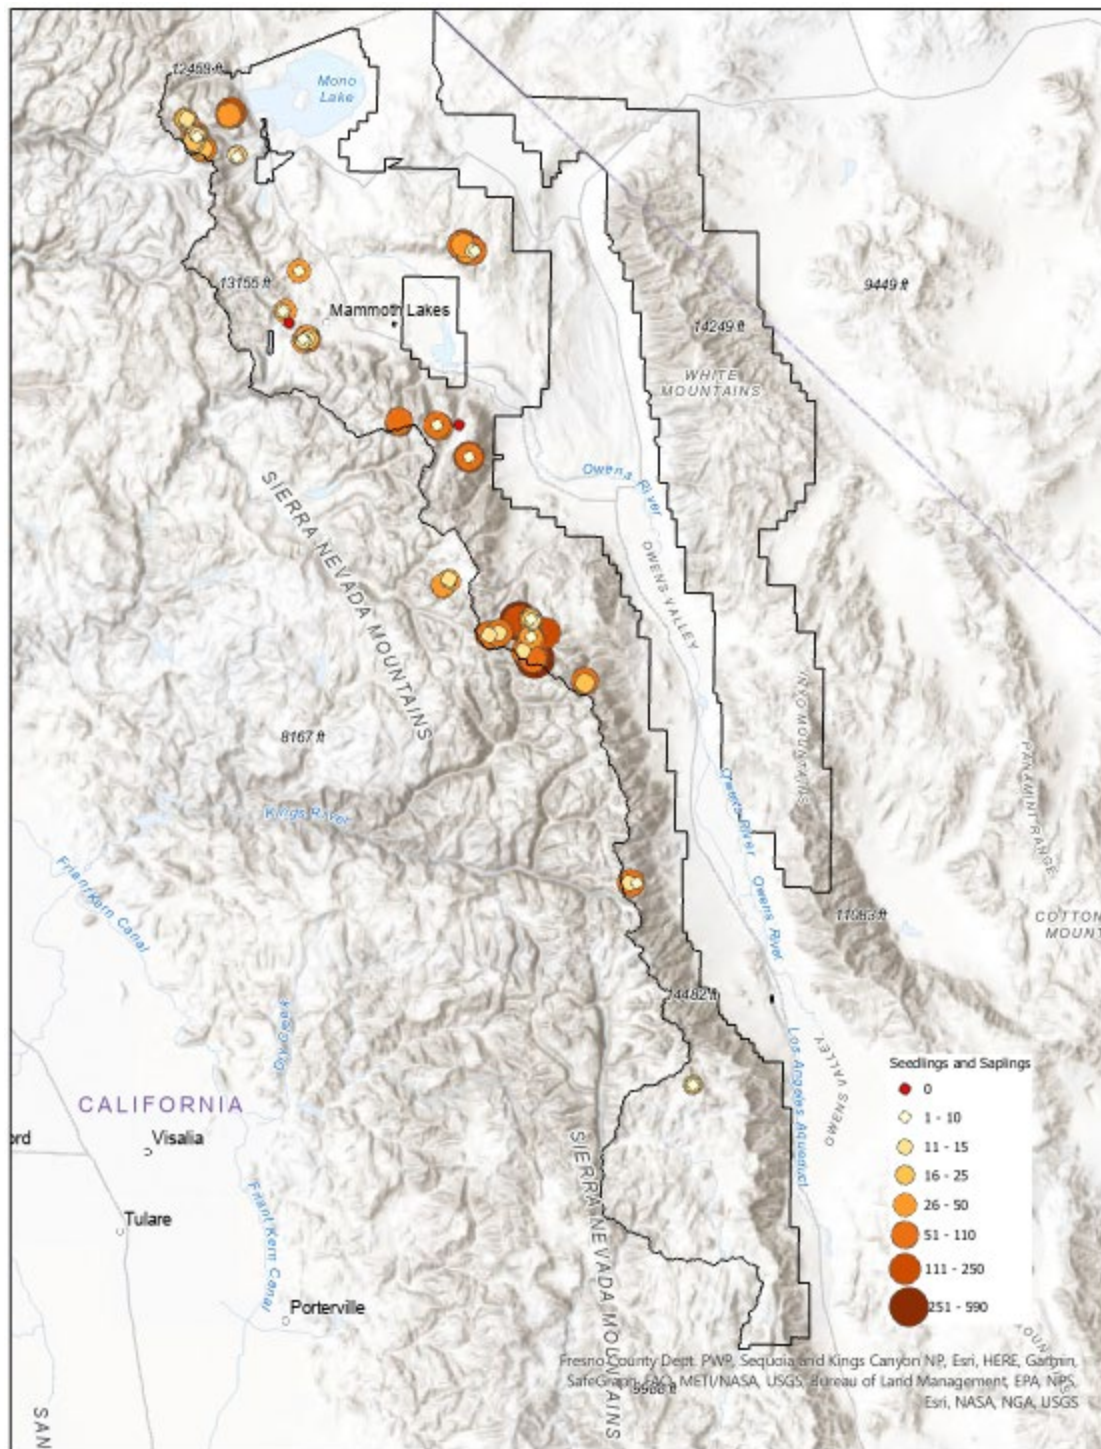 12459 ft
Mono
Lake
13155 ft
Mammoth Lakes
9449 ft
14249 ft
WHITE
MOUNTAINS
Owens River
SIERRA NEVADA MOUNTAINS
OWENS VALLEY
8167 ft
INYO MOUNTAINS
PANAMINT RANGE
Kings River
Owens River
Owens River
Friant Kern Canal
11083 ft
COTTON
MOUNT
14482 ft
Los Angeles Aqueduct
OWENS VALLEY
CALIFORNIA
ord
Visalia
Tulare
Friant Kern Canal
Porterville
SIERRA NEVADA MOUNTAINS
Seedlings and Saplings
0
1 - 10
11 - 15
16 - 25
26 - 50
51 - 110
111 - 250
251 - 590
Fresno County Dept. PWP, Sequoia and Kings Canyon NP, Esri, HERE, Garmin,
SafeGraph, FAO, METI/NASA, USGS, Bureau of Land Management, EPA, NPS,
Esri, NASA, NGA, USGS
SAN